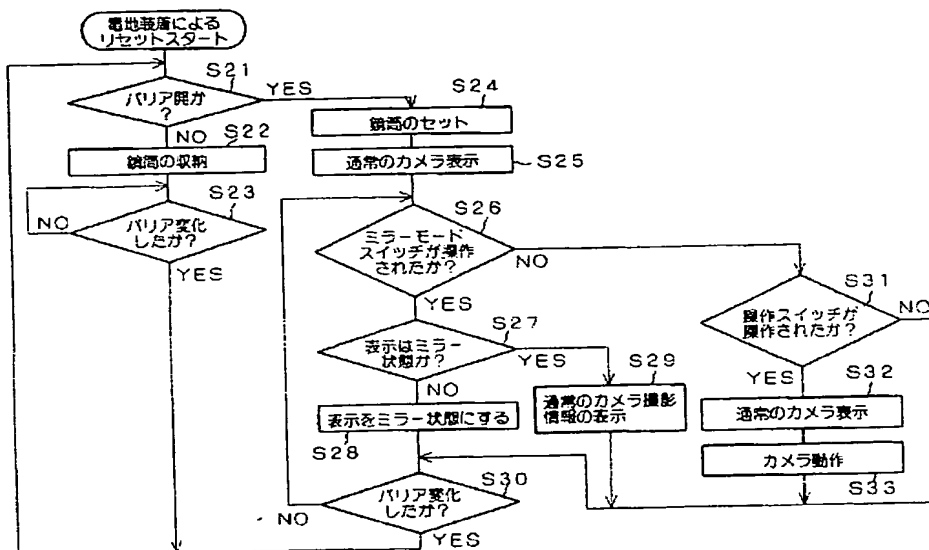 電池装着による
リセットスタート
S21
バリア開か
?
YES
NO
S22
鏡筒の収納
S23
バリア変化
したか?
NO
YES
S24
鏡筒のセット
通常のカメラ表示
S25
S26
ミラーモード
スイッチが操作
されたか?
NO
YES
S27
表示はミラー
状態か?
YES
NO
表示をミラー状態にする
S28
S29
通常のカメラ撮影
情報の表示
S30
バリア変化
したか?
NO
YES
S31
操作スイッチが
操作されたか?
NO
YES
S32
通常のカメラ表示
カメラ動作
S33